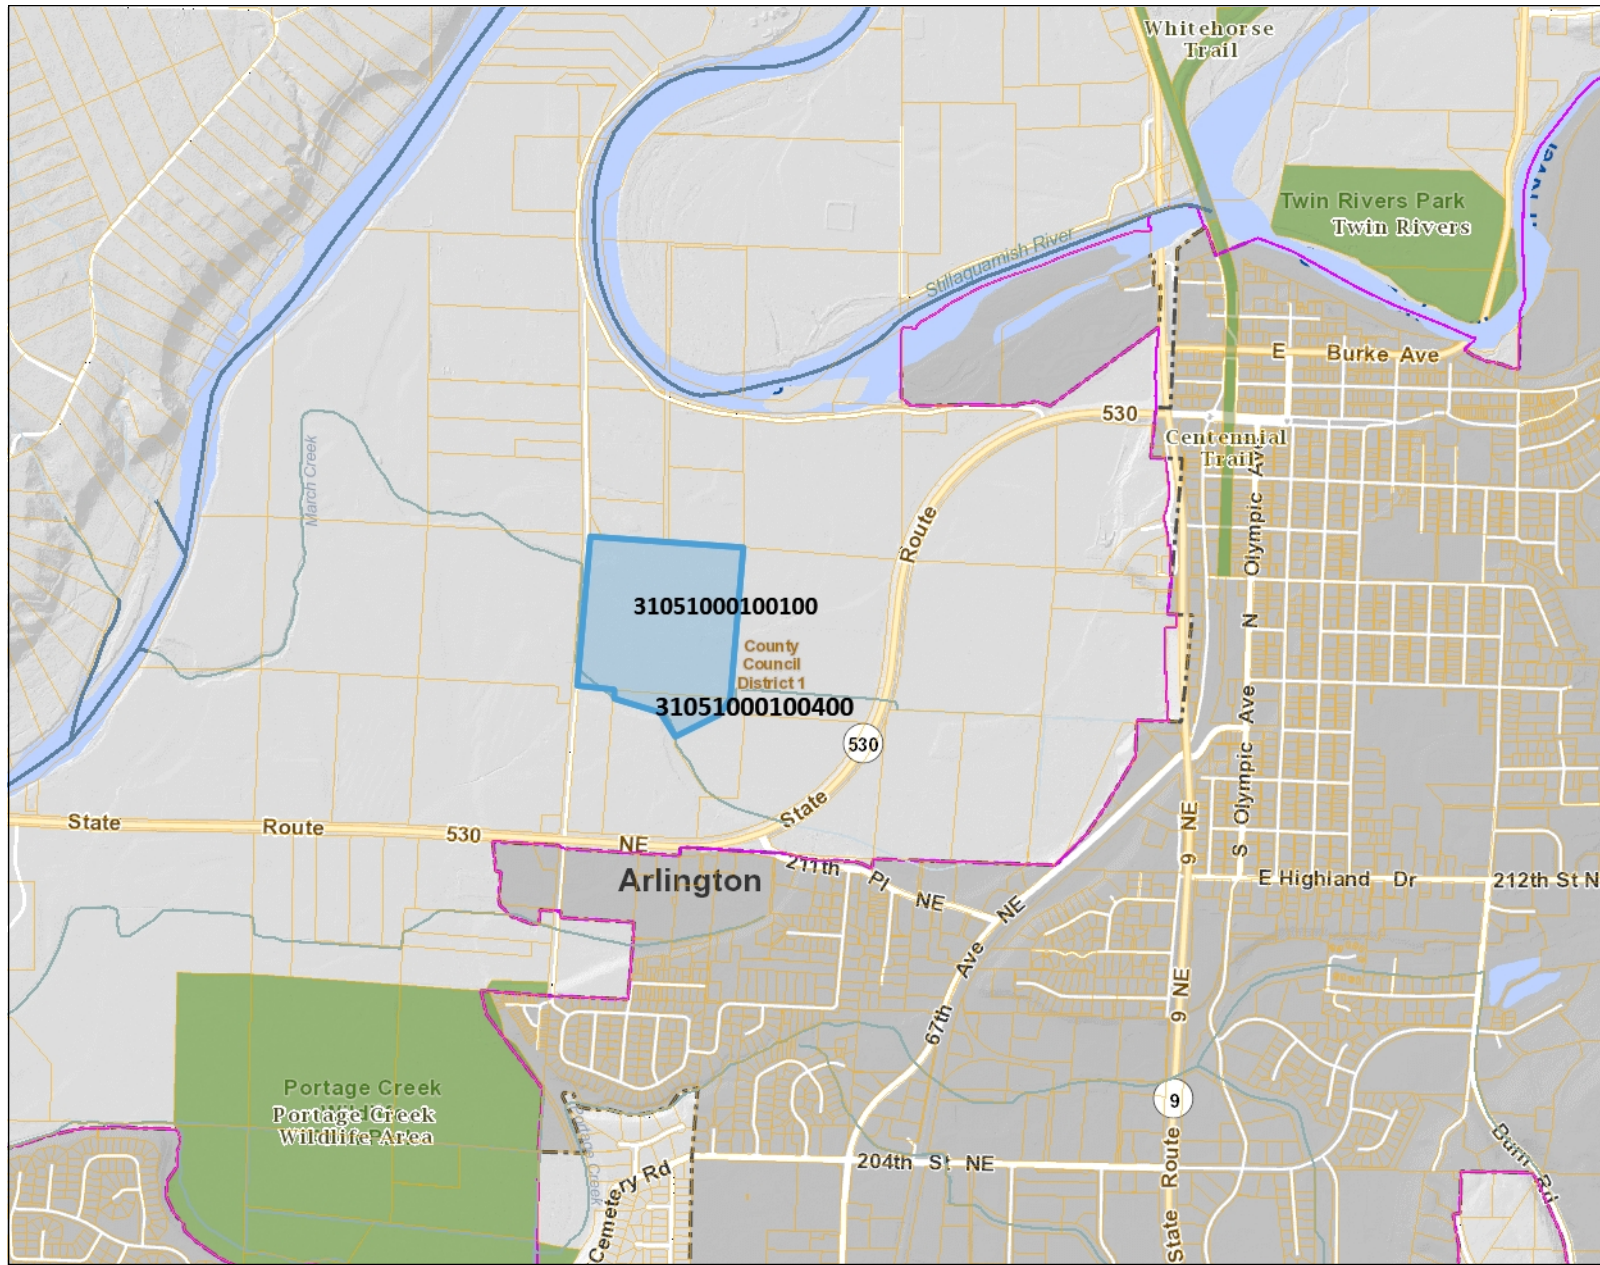 Whitehorse
Trail
Twin Rivers Park
Twin Rivers
Stillaguamish River
E Burke Ave
530
Centennial
Trail
March Creek
Route
N Olympic Ave
31051000100100
County
Council
District 1
31051000100400
530
State
S Olympic Ave
State Route 530 NE
9 NE
Arlington
211th Pl NE
NE
E Highland Dr
212th St N
67th Ave
9 NE
Portage Creek
Portage Creek
Wildlife Area
9
Portage Creek
Cemetery Rd
204th St NE
State Route
Burn Rd